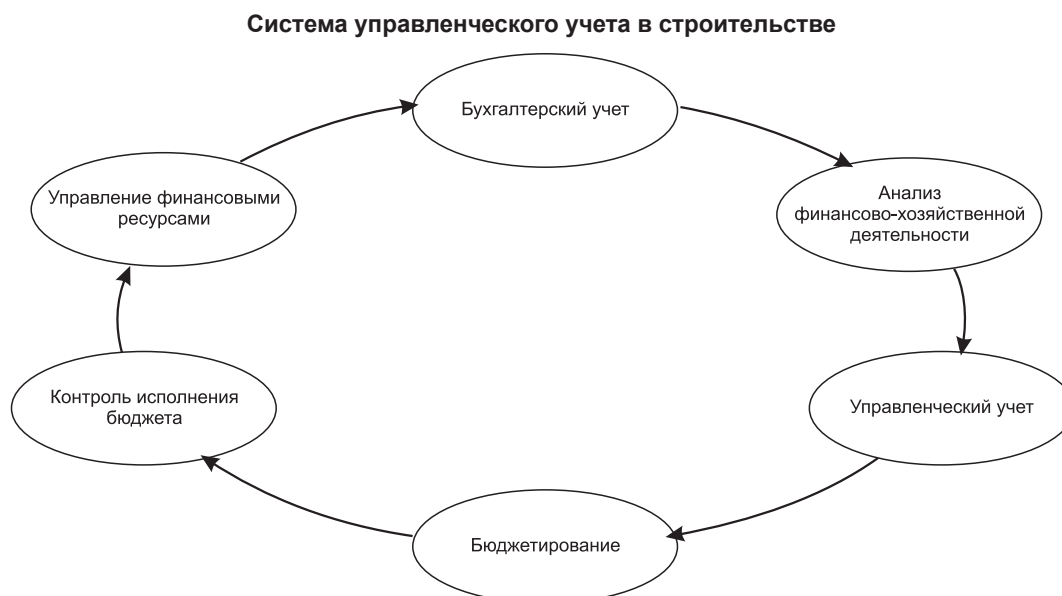 Система управленческого учета в строительстве
Бухгалтерский учет
Анализ
финансово-хозяйственной
деятельности
Управленческий учет
Бюджетирование
Контроль исполнения
бюджета
Управление финансовыми
ресурсами